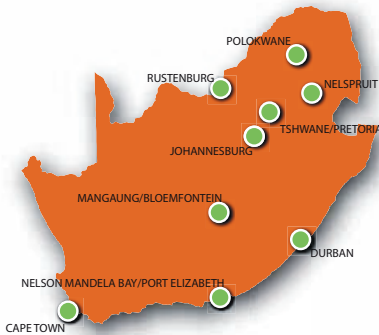 POLOKWANE
RUSTENBURG
NELSPRUIT
TSHWANE/PRETORIA
JOHANNESBURG
MANGAUNG/BLOEMFONTEIN
DURBAN
NELSON MANDELA BAY/PORT ELIZABETH
CAPE TOWN